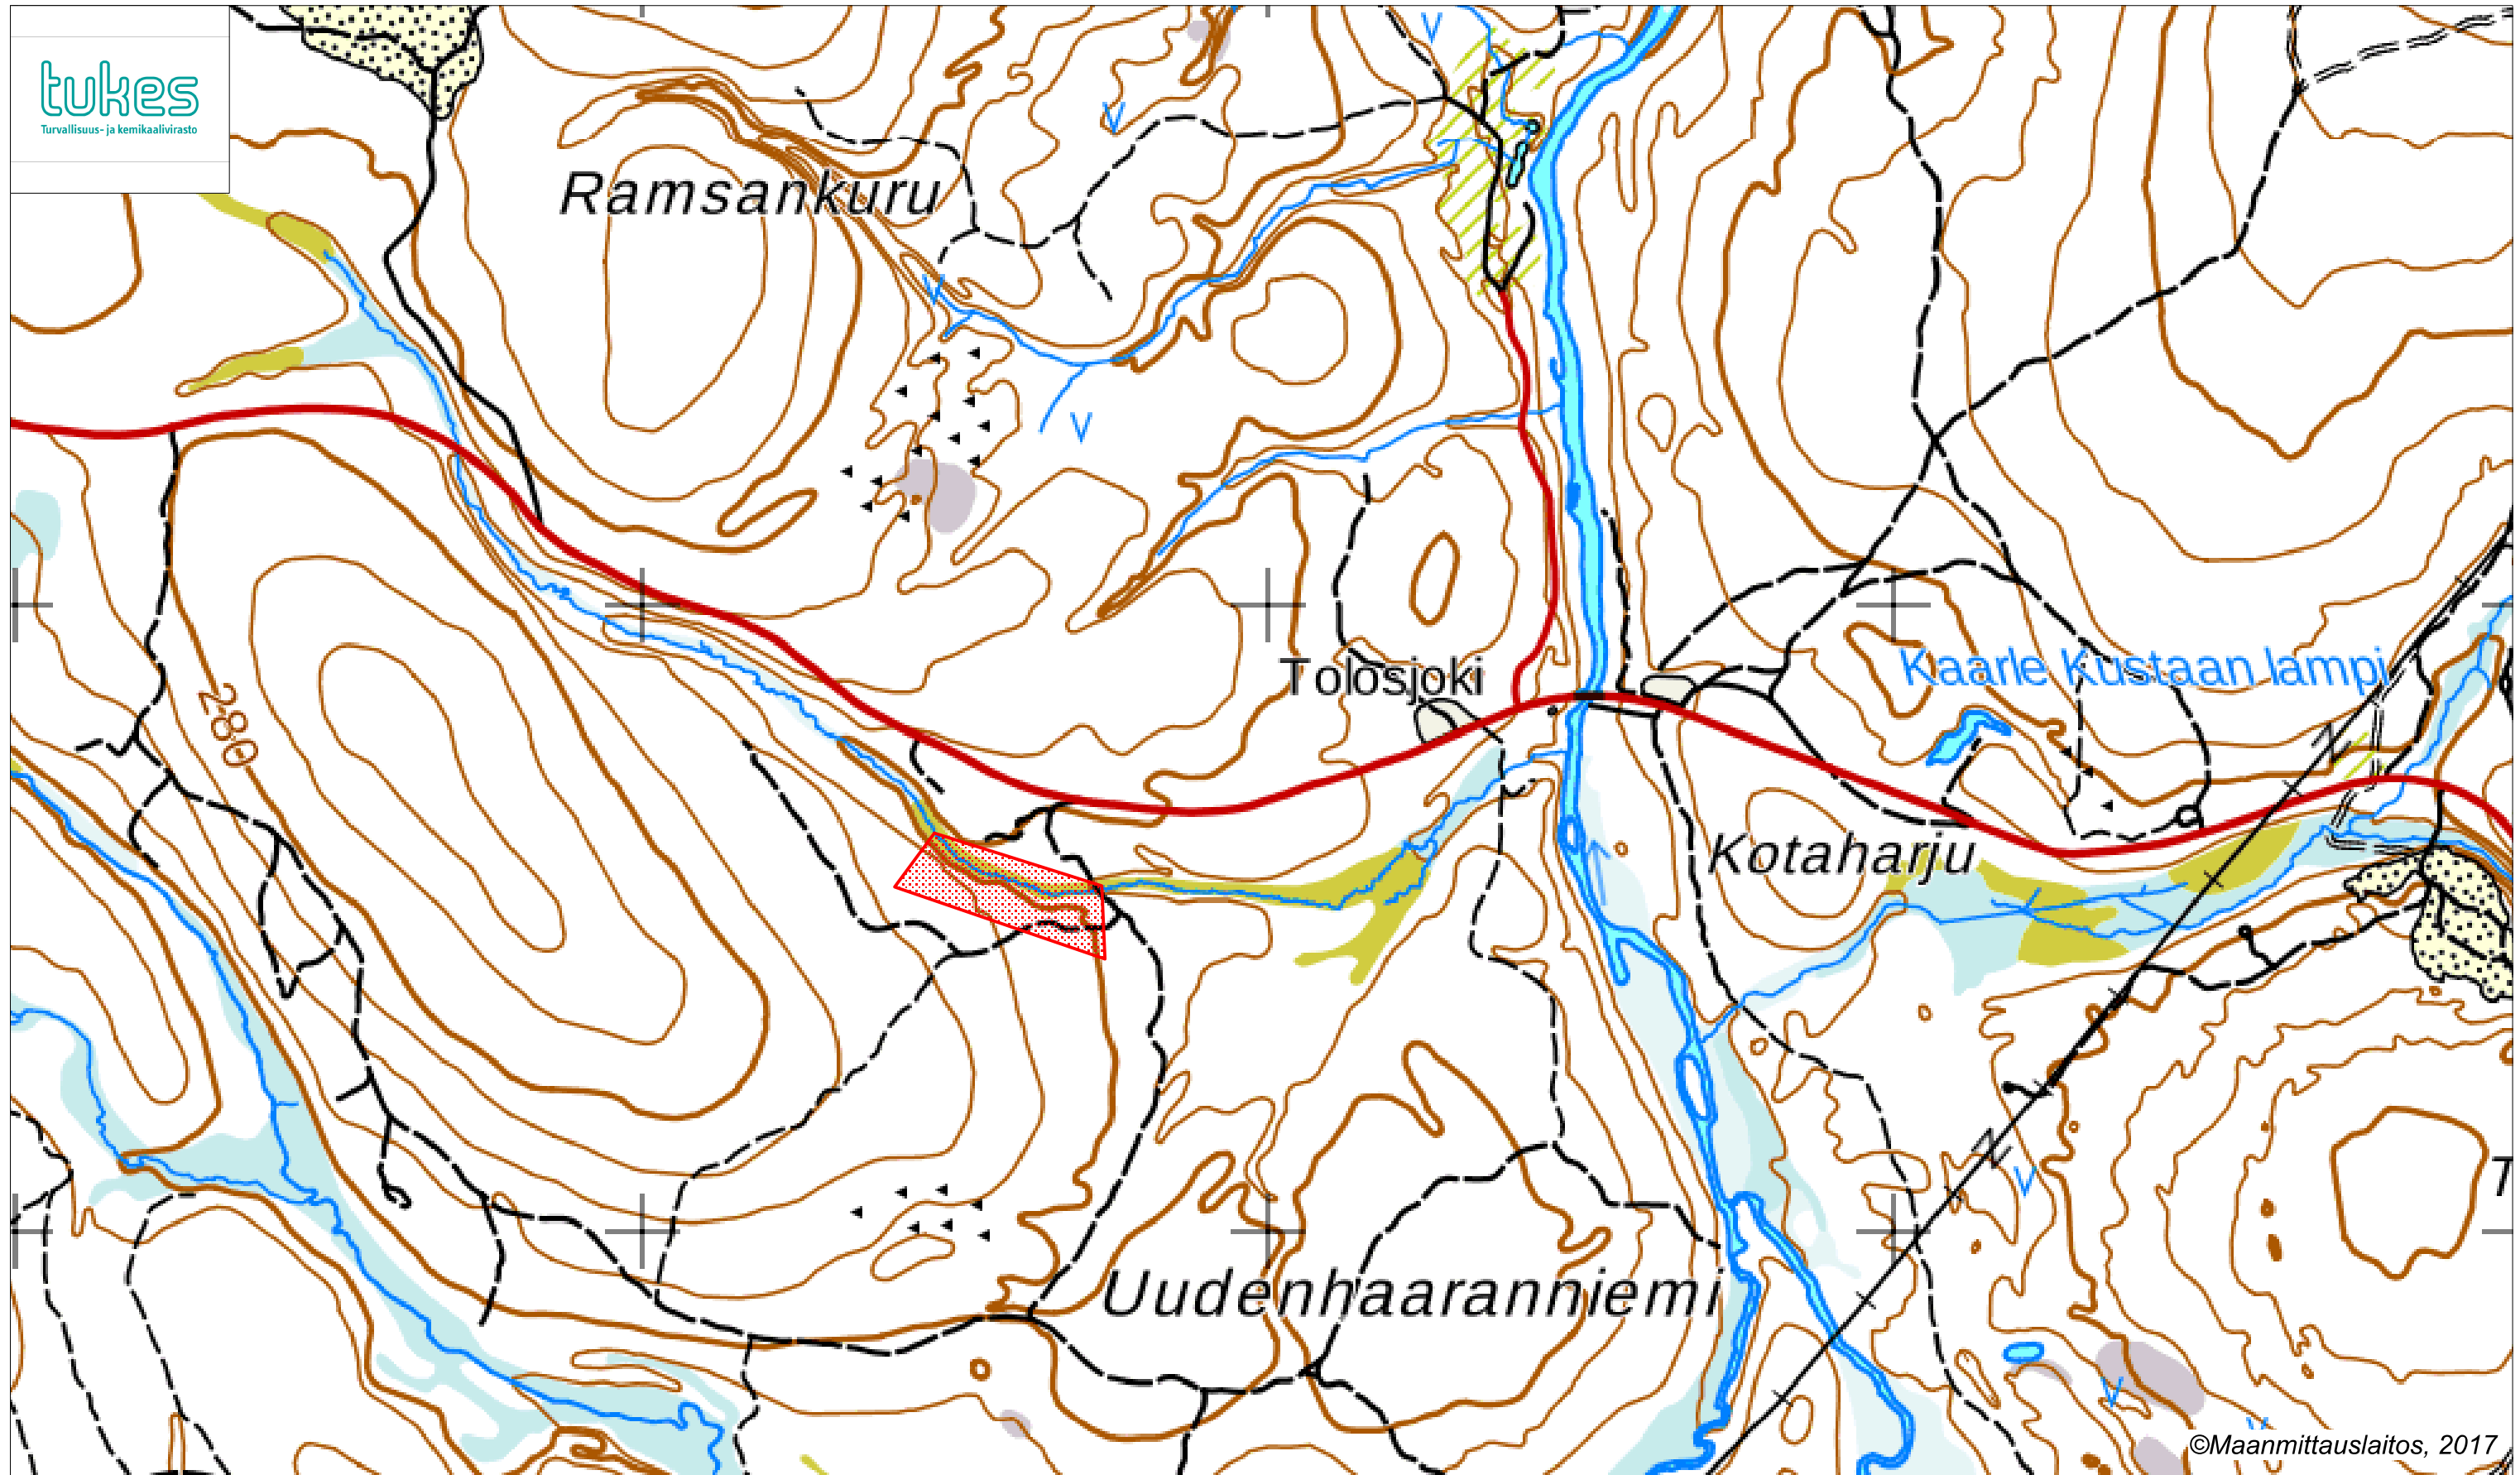 tukes
Turvallisuus- ja kemikaalivirasto
Ramsankuru
280
Tolosjoki
Kaarle Kustaan lampi
Kotaharju
T
Uudenhaaranniemi
©Maanmittauslaitos, 2017